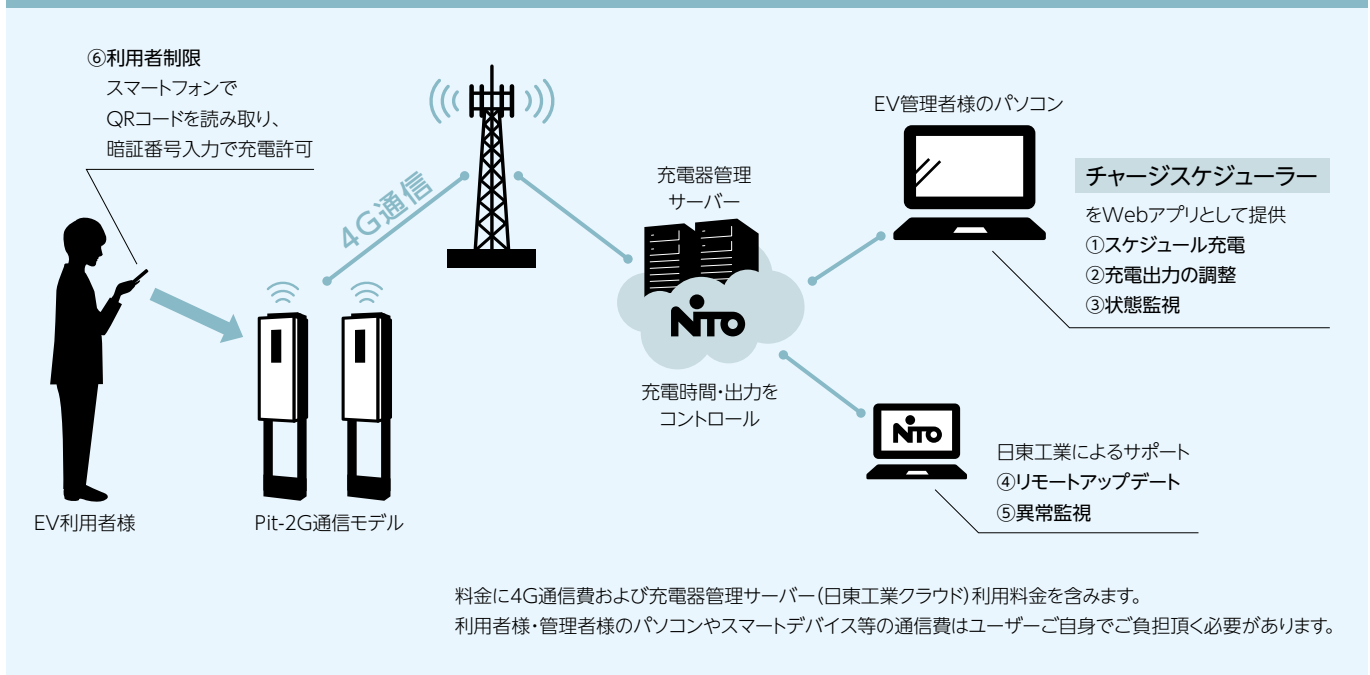 ⑥利用者制限
スマートフォンで
QRコードを読み取り、
暗証番号入力で充電許可
4G通信
EV利用者様
Pit-2G通信モデル
充電器管理
サーバー
NITO
充電時間・出力を
コントロール
EV管理者様のパソコン
チャージスケジューラー
をWebアプリとして提供
①スケジュール充電
②充電出力の調整
③状態監視
NITO
日東工業によるサポート
④リモートアップデート
⑤異常監視
料金に4G通信費および充電器管理サーバー(日東工業クラウド)利用料金を含みます。
利用者様・管理者様のパソコンやスマートデバイス等の通信費はユーザーご自身でご負担頂く必要があります。